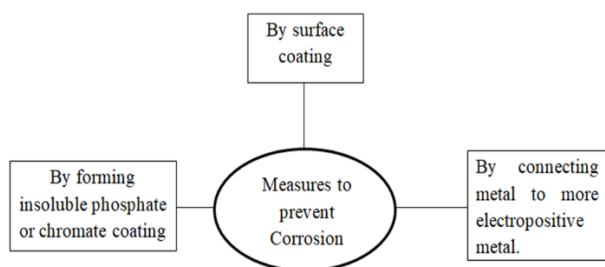 By surface
coating
By forming
insoluble phosphate
or chromate coating
Measures to
prevent
Corrosion
By connecting
metal to more
electropositive
metal.